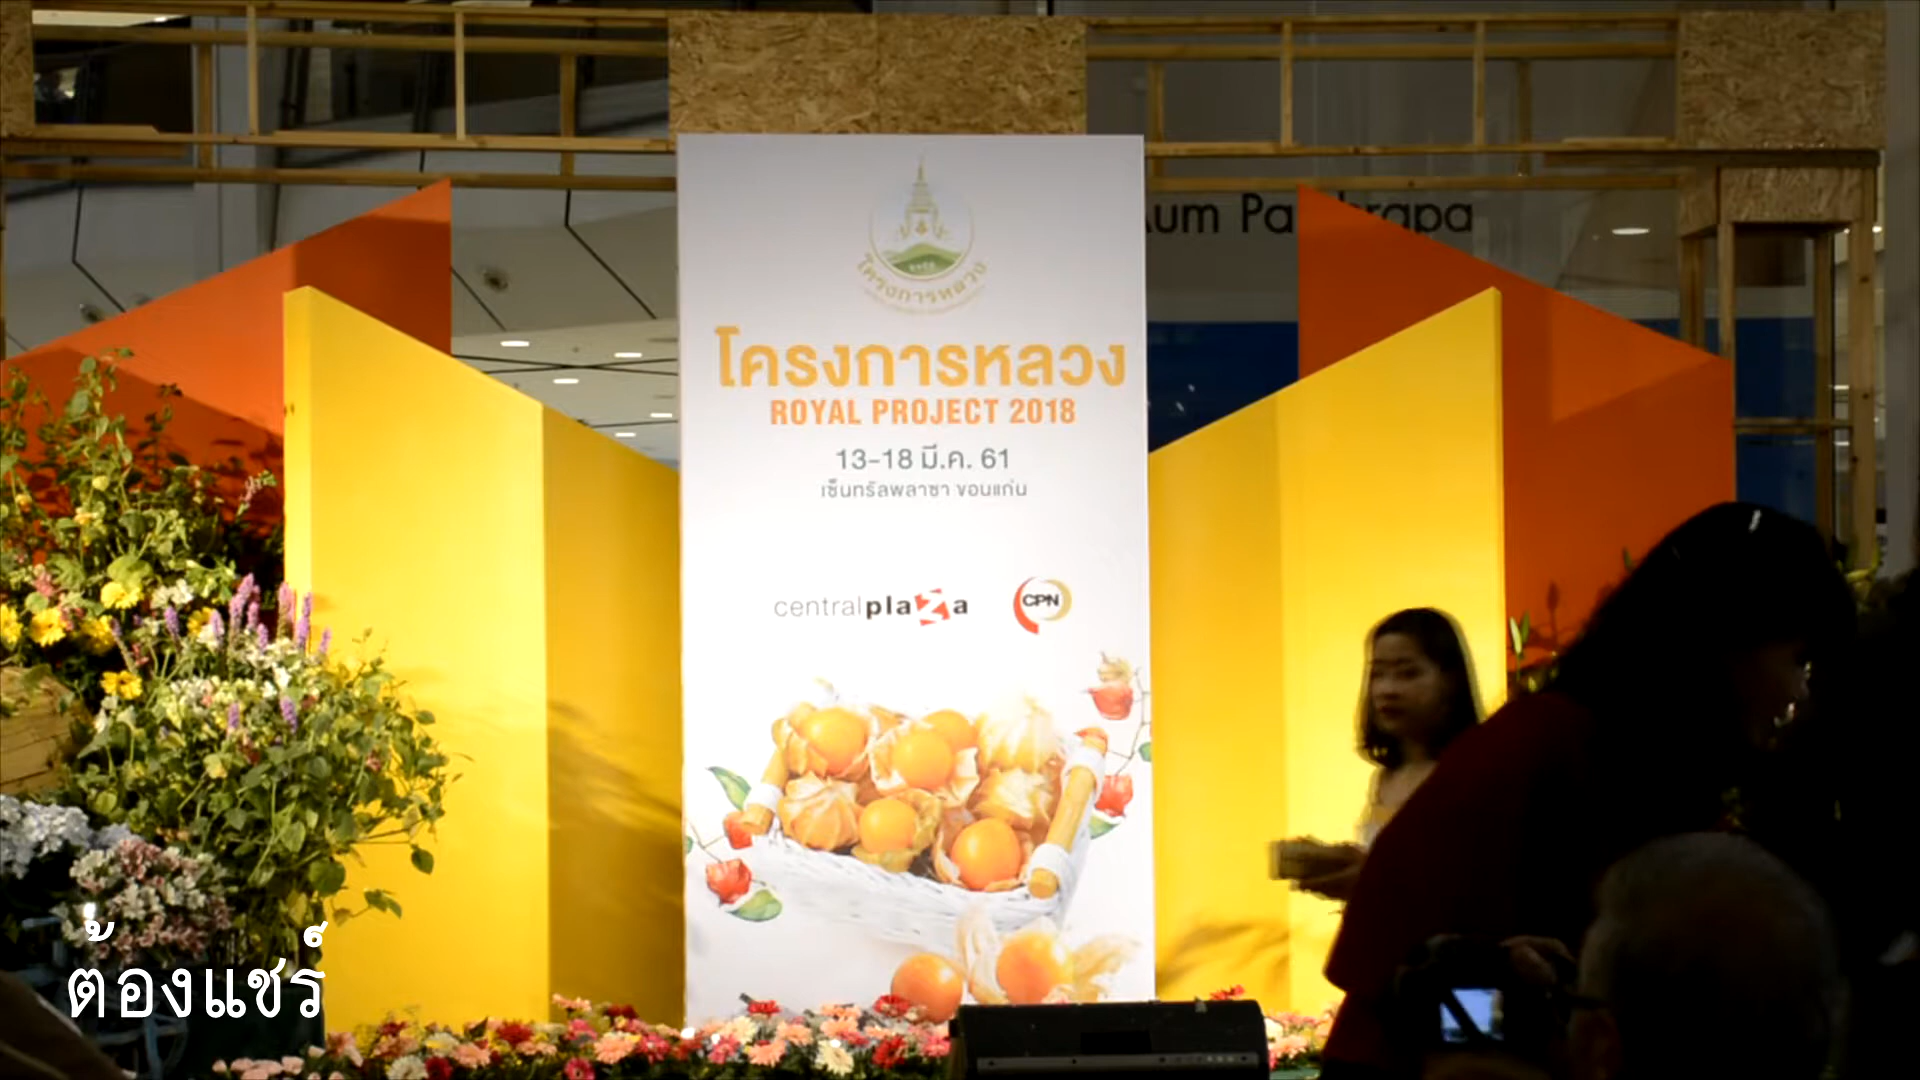 โครงการหลวง
โครงการหลวง
ROYAL PROJECT 2018
13-18 มี.ค. 61
เซ็นทรัลพลาซา ขอนแก่น
centralplaza
CPN
ต้องแชร์